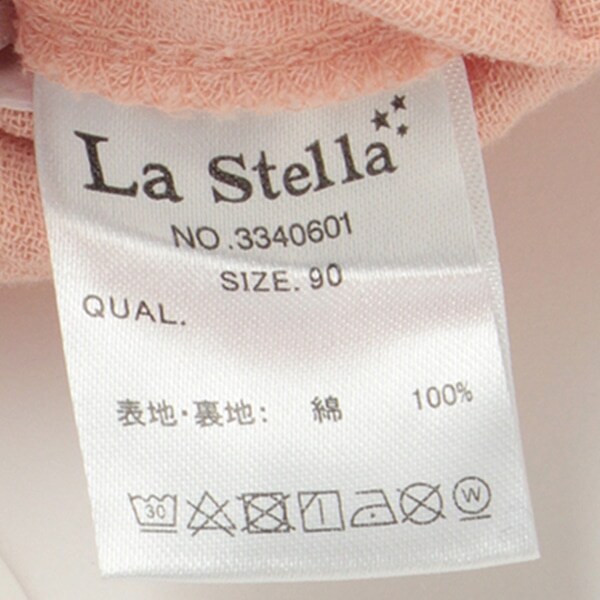 La Stella
NO.3340601
SIZE.90
QUAL.
表地・裏地： 綿 100%
30 W